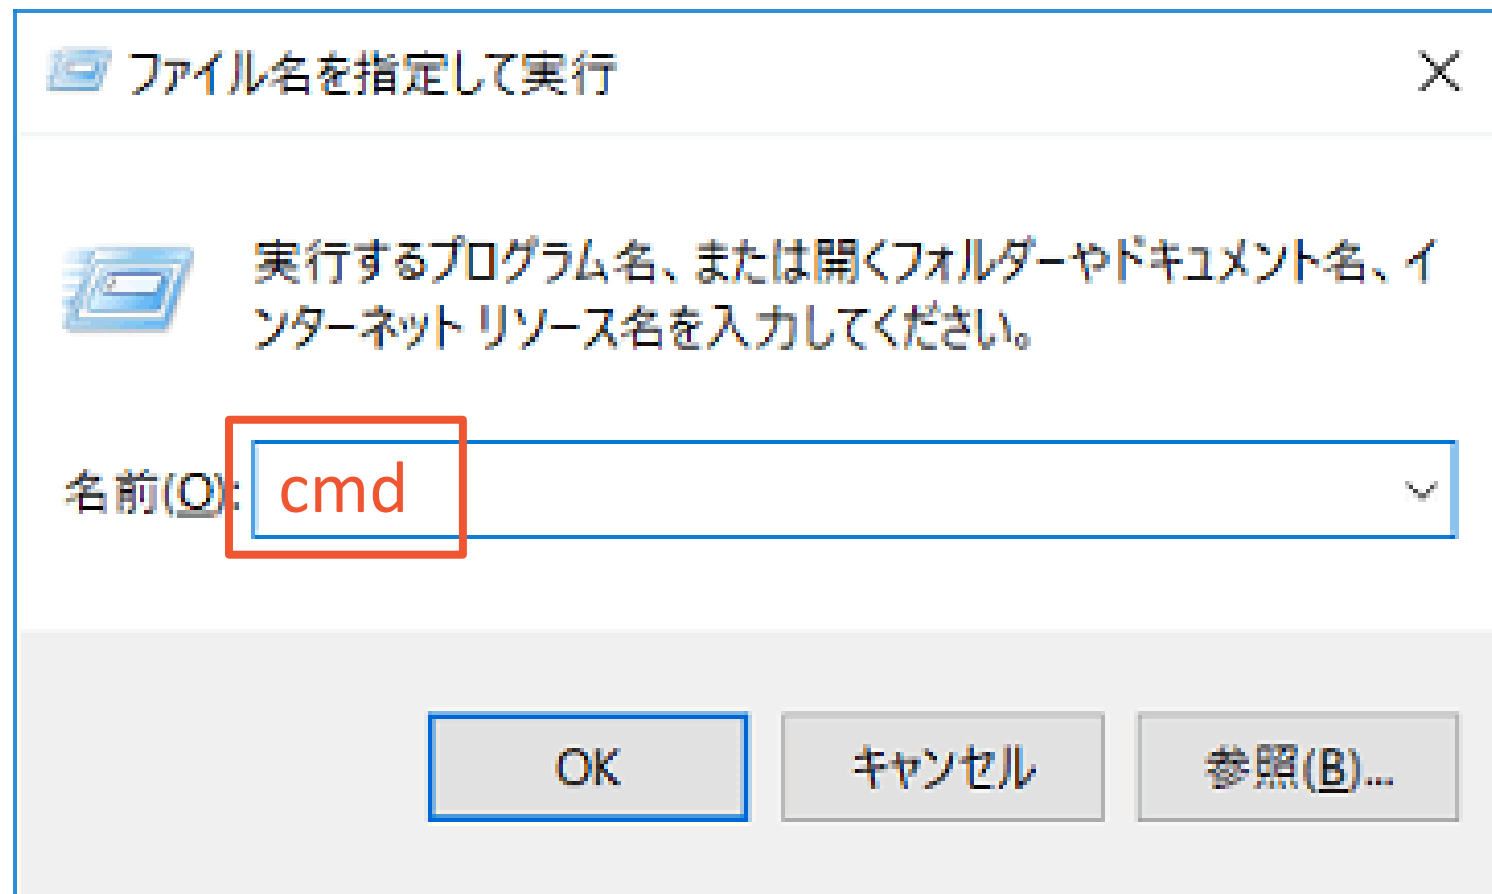 ファイル名を指定して実行
実行するプログラム名、または開くフォルダーやドキュメント名、イ
ンターネット リソース名を入力してください。
名前(O): cmd
OK キャンセル 参照(B)...